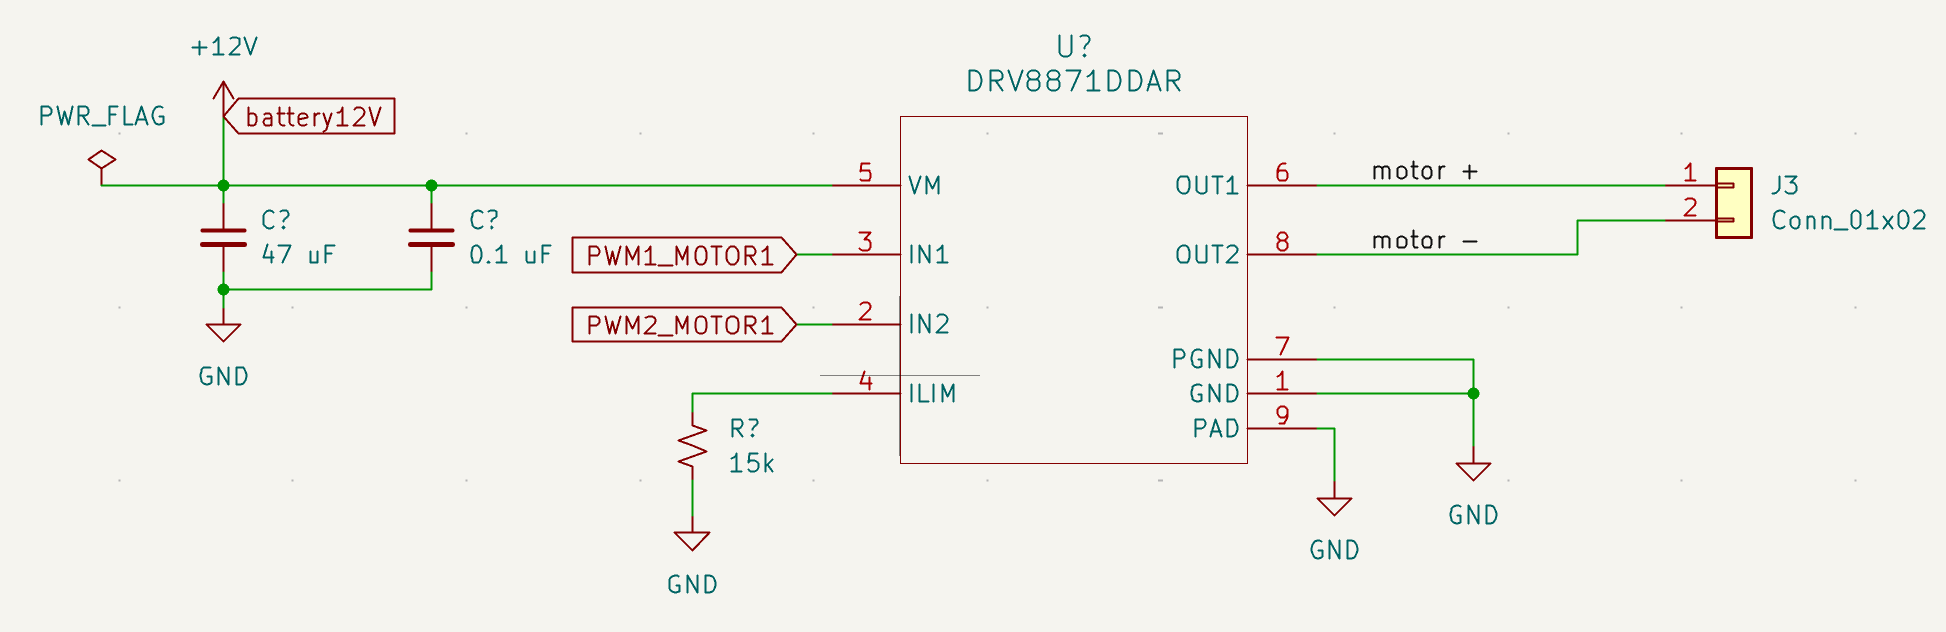 +12V
PWR_FLAG
battery12V
C?
47 uF
C?
0.1 uF
GND
PWM1_MOTOR1
PWM2_MOTOR1
R?
15k
GND
U?
DRV8871DDAR
5
VM
3
IN1
2
IN2
4
ILIM
OUT1
6
OUT2
8
PGND
7
GND
1
PAD
9
motor +
motor -
GND
GND
1
2
J3
Conn_01x02